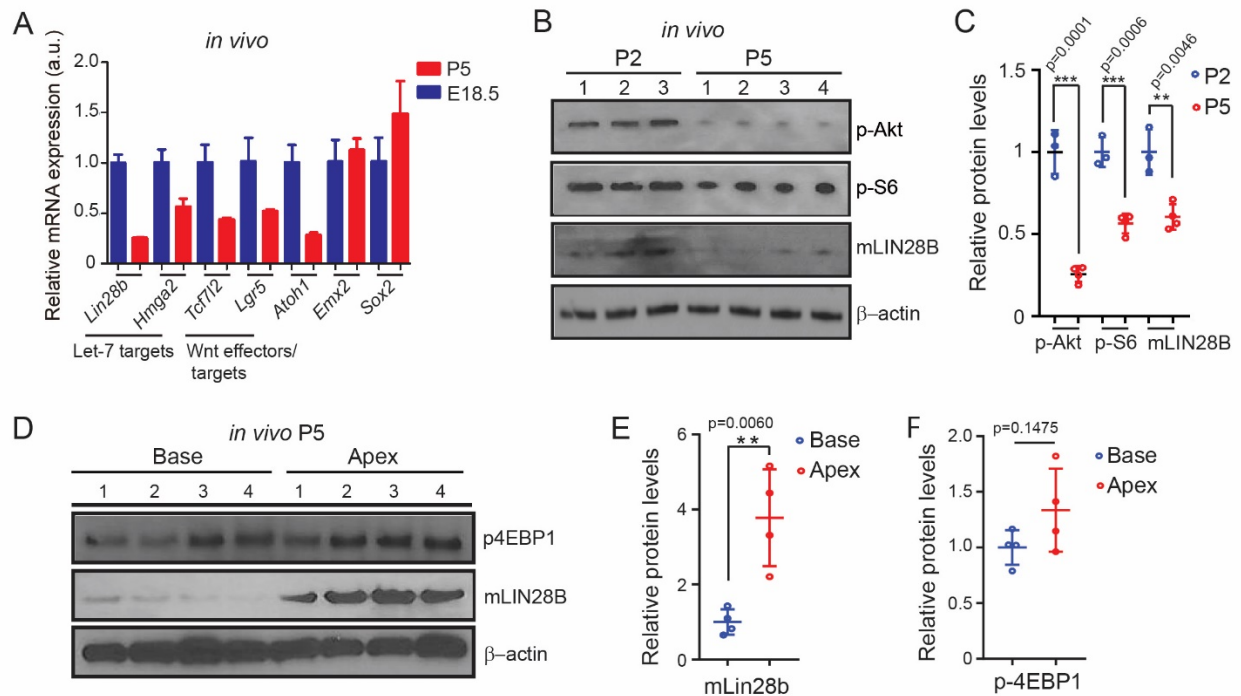 A
in vivo
Relative mRNA expression (a.u.)
2.0
1.5
1.0
0.5
0
P5
E18.5
Lin28b
Hmga2
Tcf7l2
Lgr5
Atoh1
Emx2
Sox2
Let-7 targets
Wnt effectors/
targets
B
in vivo
P2 P5
1 2 3 1 2 3 4
p-Akt
p-S6
mLIN28B
β–actin
C
p=0.0001
p=0.0006
p=0.0046
*** *** **
P2
P5
Relative protein levels
1.5
1
0.5
0
p-Akt p-S6 mLIN28B
D
in vivo P5
Base Apex
1 2 3 4 1 2 3 4
p4EBP1
mLIN28B
β–actin
E
p=0.0060
**
Base
Apex
Relative protein levels
6
4
2
0
mLin28b
F
p=0.1475
Base
Apex
Relative protein levels
2.0
1.5
1.0
0.5
0
p-4EBP1